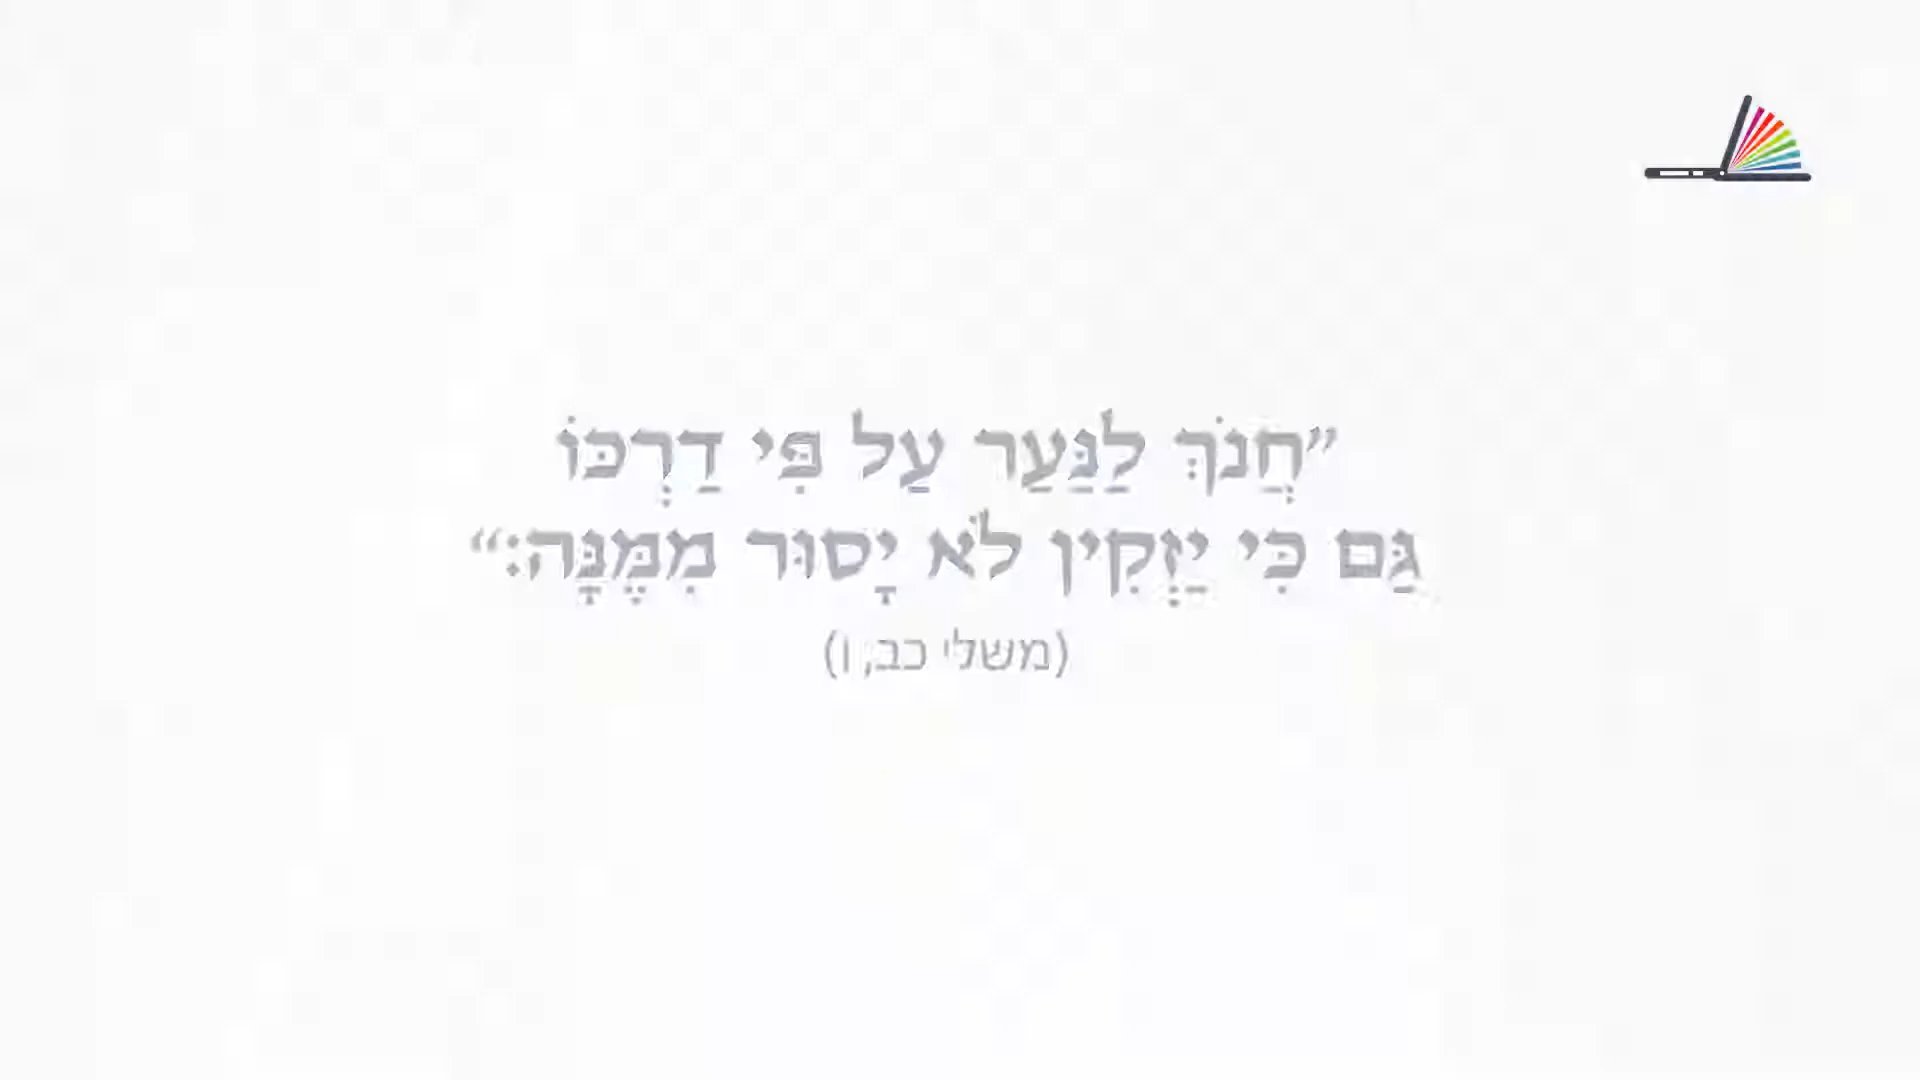 ”חֲנֹךְ לַנַּעַר עַל פִּי דַרְכּוֹ
גַּם כִּי יַזְקִין לֹא יָסוּר מִמֶּנָּה:“
(משלי כב, ו)